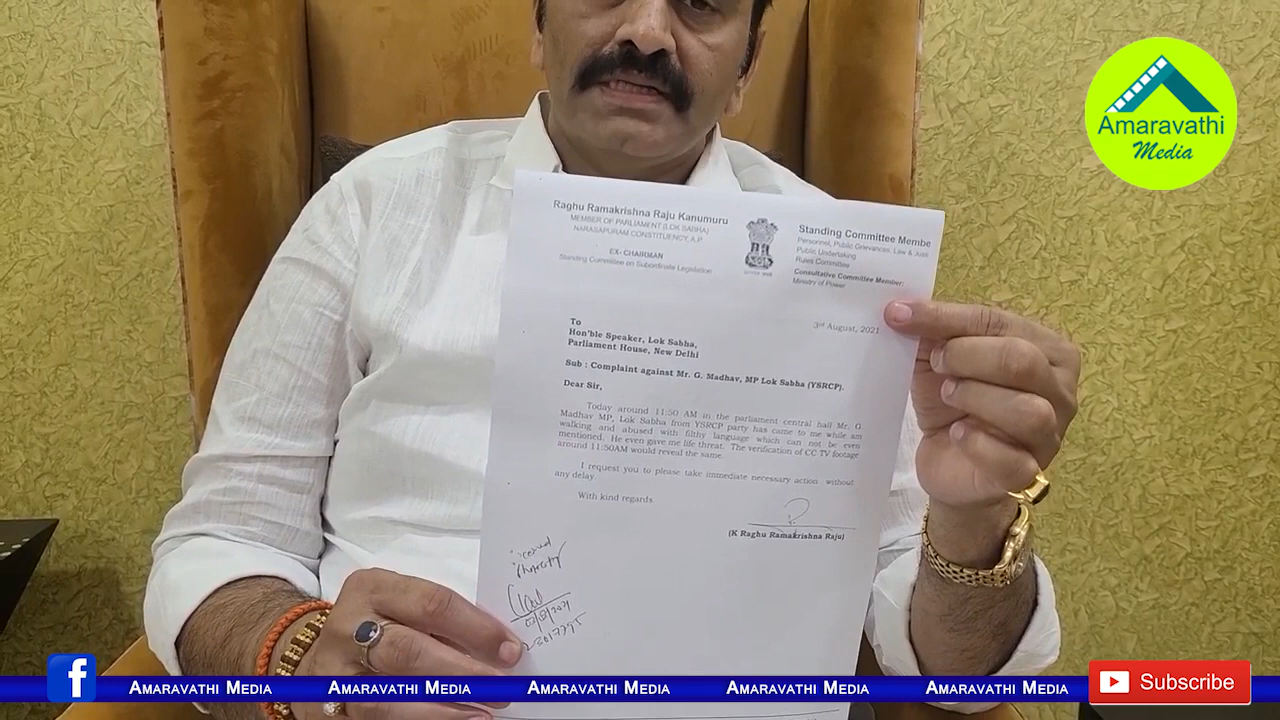 Amaravathi
Media
Raghu Ramakrishna Raju Kanumuru
MEMBER OF PARLIAMENT (LOK SABHA)
NARASAPURAM CONSTITUENCY, A.P
EX- CHAIRMAN
Standing Committee on Subordinate Legislation
Standing Committee Membe
Personnel, Public Grievances, Law & Justi
Public Undertaking
Rules Committee
Consultative Committee Member:
Ministry of Power
3rd August, 2021
To
Hon'ble Speaker, Lok Sabha,
Parliament House, New Delhi
Sub : Complaint against Mr. G. Madhav, MP Lok Sabha (YSRCP).
Dear Sir,
Today around 11:50 AM in the parliament central hall Mr. G.
Madhav MP, Lok Sabha from YSRCP party has came to me while am
walking and abused with filthy language which can not be even
mentioned. He even gave me life threat. The verification of CC TV footage
around 11:50AM would reveal the same.
I request you to please take immediate necessary action without
any delay.
With kind regards.
(K Raghu Ramakrishna Raju)
f
AMARAVATHI MEDIA AMARAVATHI MEDIA AMARAVATHI MEDIA AMARAVATHI MEDIA AMARAVATHI MEDIA
Subscribe